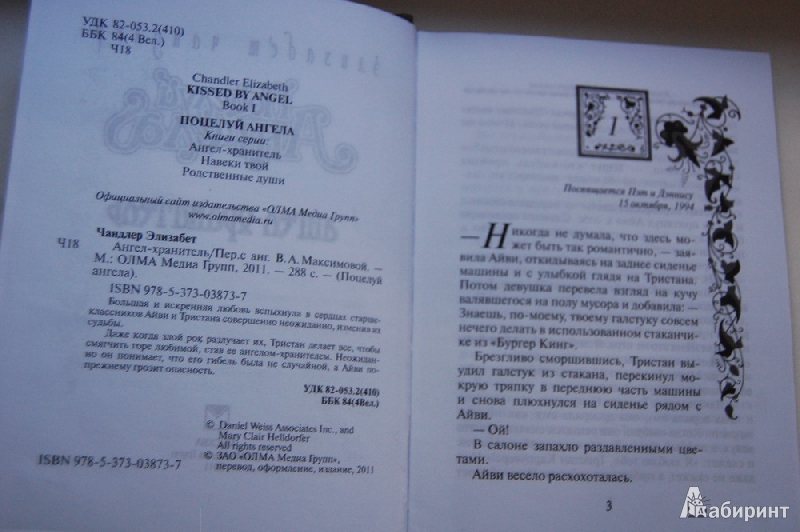 УДК 82-053.2(410)
ББК 84(4 Вел.)
Ч18
Chandler Elizabeth
KISSED BY ANGEL
Book I
ПОЦЕЛУЙ АНГЕЛА
Книги серии:
Ангел-хранитель
Навеки твой
Родственные души
Официальный сайт издательства «ОЛМА Медиа Групп»
www.olmamedia.ru
Чандлер Элизабет
Ч18 Ангел-хранитель/Пер.с анг. В.А. Максимовой. —
М.: ОЛМА Медиа Групп, 2011. — 288 с. — (Поцелуй
ангела).
ISBN 978-5-373-03873-7
Большая и искренняя любовь вспыхнула в сердцах старше-
классников Айви и Тристана совершенно неожиданно, изменив их
судьбы.
Даже когда злой рок разлучает их, Тристан делает все, чтобы
смягчить горе любимой, став ее ангелом-хранителем. Неожидан-
но он понимает, что его гибель была не случайной, а Айви по-
прежнему грозит опасность.
УДК 82-053.2(410)
ББК 84(4Вел.)
© Daniel Weiss Associates Inc., and
Mary Clair Helldorfer
All rights reserved
© ЗАО «ОЛМА Медиа Групп»,
перевод, оформление, издание, 2011
ISBN 978-5-373-03873-7
1
Посвящается Пэт и Дэннису
15 октября, 1994
— Никогда не думала, что здесь мо-
жет быть так романтично, — зая-
вила Айви, откидываясь на заднее сиденье
машины и с улыбкой глядя на Тристана.
Потом девушка перевела взгляд на кучу
валявшегося на полу мусора и добавила: —
Знаешь, по-моему, твоему галстуку совсем
нечего делать в использованном стаканчи-
ке из «Бургер Кинг».
Брезгливо сморщившись, Тристан вы-
удил галстук из стакана, перекинул мо-
крую тряпку в переднюю часть машины
и снова плюхнулся на сиденье рядом с
Айви.
— Ой!
В салоне запахло раздавленными цве-
тами.
Айви весело расхохоталась.
3
Лабиринт